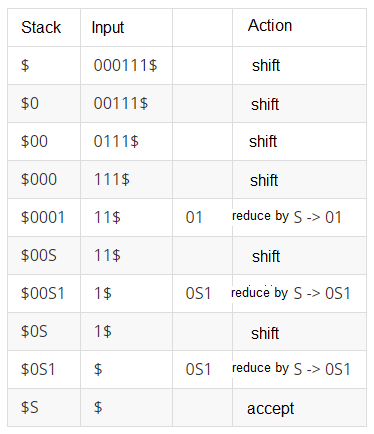 Stack Input Action
$ 000111$ shift
$0 00111$ shift
$00 0111$ shift
$000 111$ shift
$0001 11$ 01 reduce by S -> 01
$00S 11$ shift
$00S1 1$ 0S1 reduce by S -> 0S1
$0S 1$ shift
$0S1 $ 0S1 reduce by S -> 0S1
$S $ accept